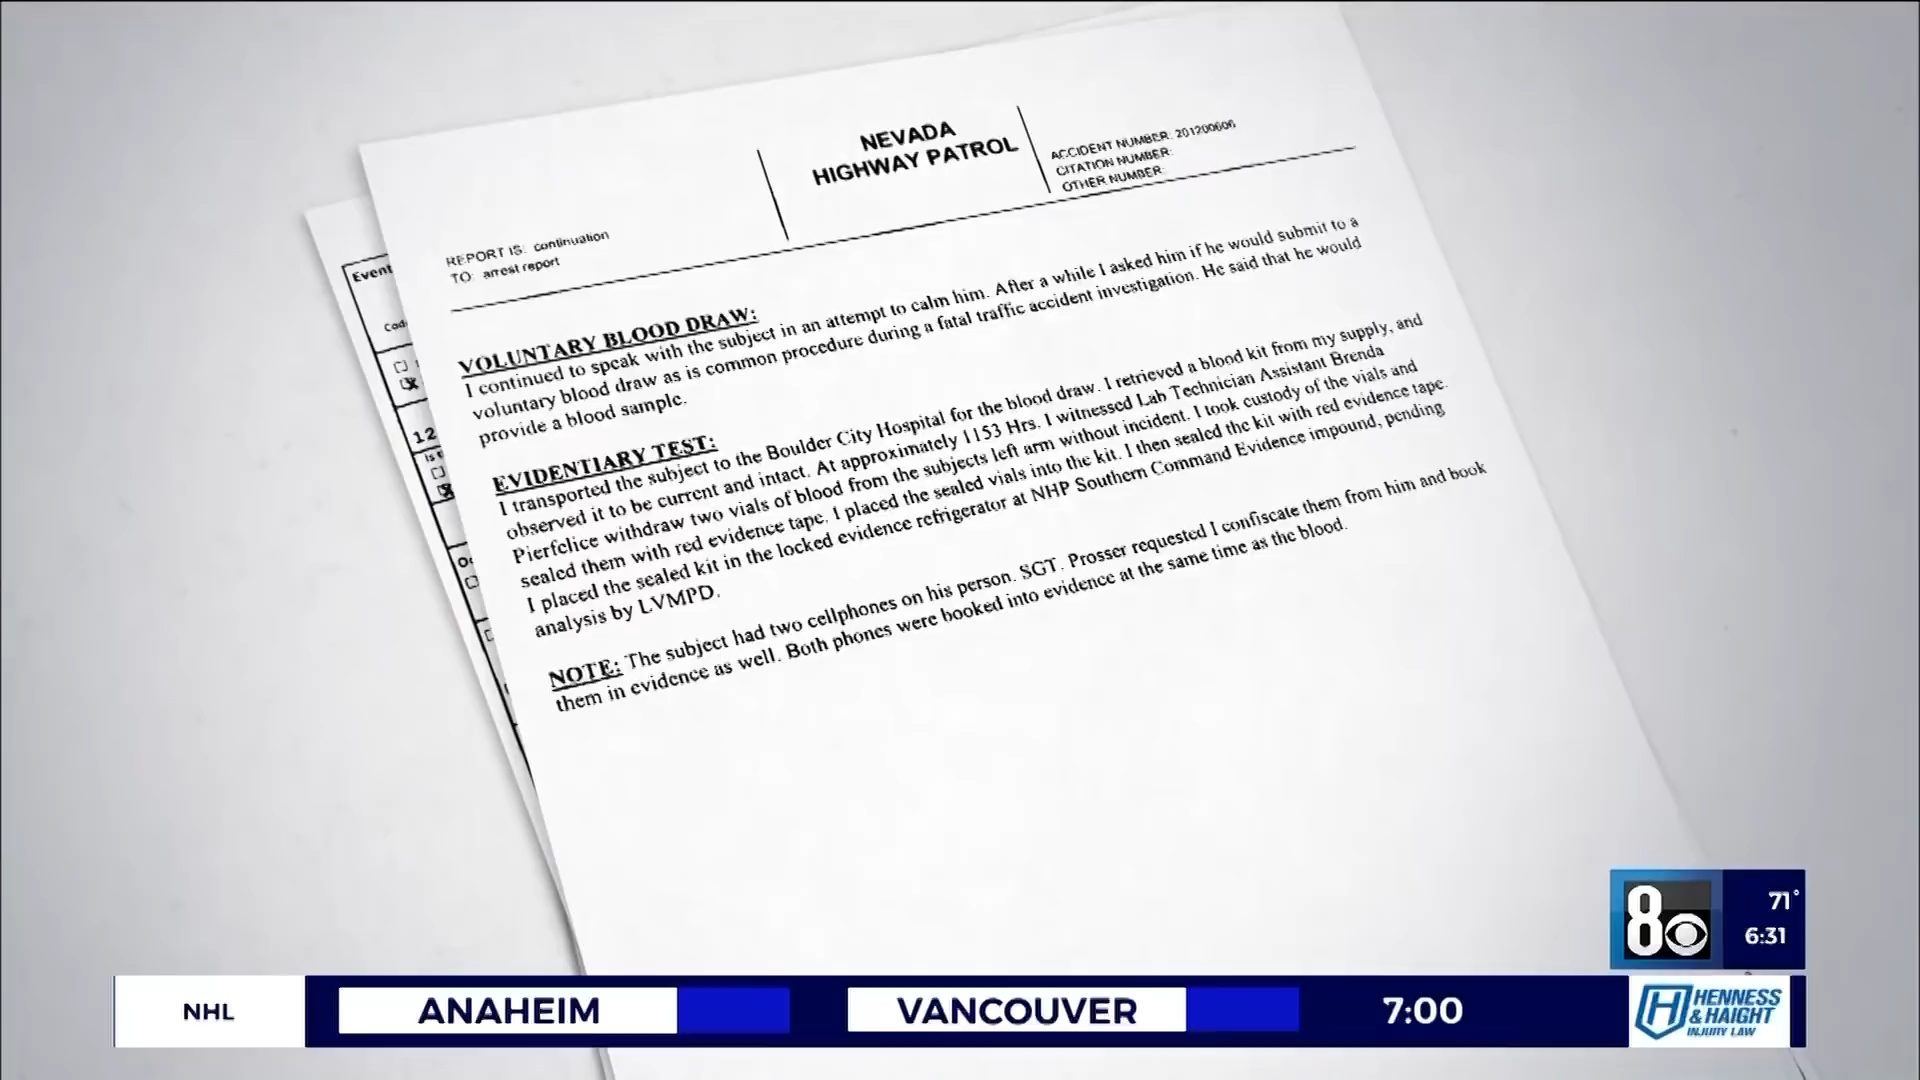 NEVADA
HIGHWAY PATROL
ACCIDENT NUMBER: 201200606
CITATION NUMBER:
OTHER NUMBER:
REPORT IS: continuation
TO: arrest report
VOLUNTARY BLOOD DRAW:
I continued to speak with the subject in an attempt to calm him. After a while I asked him if he would submit to a
voluntary blood draw as is common procedure during a fatal traffic accident investigation. He said that he would
provide a blood sample.
EVIDENTIARY TEST:
I transported the subject to the Boulder City Hospital for the blood draw. I retrieved a blood kit from my supply, and
observed it to be current and intact. At approximately 1153 Hrs. I witnessed Lab Technician Assistant Brenda
Pierfelice withdraw two vials of blood from the subjects left arm without incident. I took custody of the vials and
sealed them with red evidence tape. I placed the sealed vials into the kit. I then sealed the kit with red evidence tape.
I placed the sealed kit in the locked evidence refrigerator at NHP Southern Command Evidence impound, pending
analysis by LVMPD.
NOTE: The subject had two cellphones on his person. SGT. Prosser requested I confiscate them from him and book
them in evidence as well. Both phones were booked into evidence at the same time as the blood.
Event
12
8
71°
6:31
NHL
ANAHEIM
VANCOUVER
7:00
HENNESS
& HAIGHT
INJURY LAW